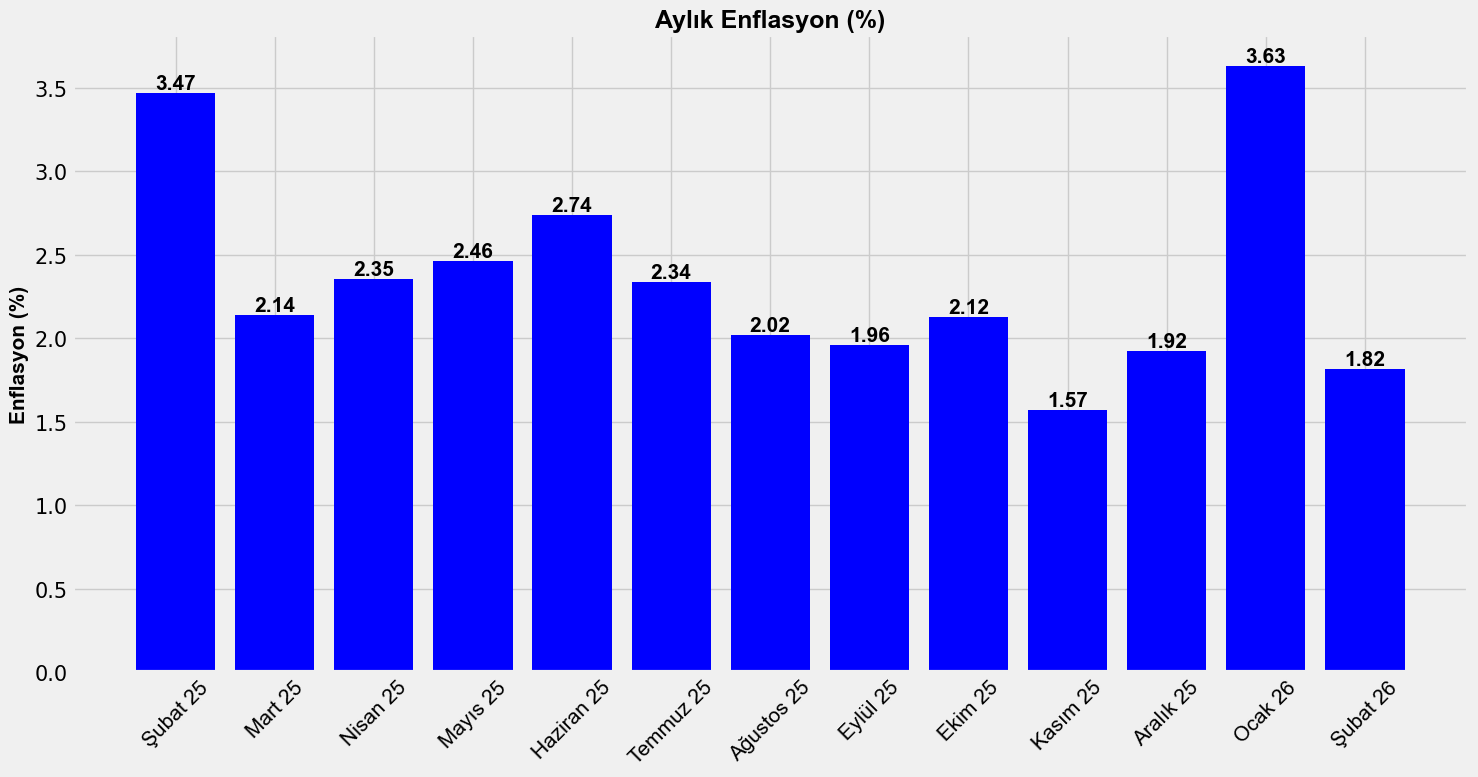 Aylık Enflasyon (%)
Enflasyon (%)
3.5
3.0
2.5
2.0
1.5
1.0
0.5
0.0
3.47
2.14
2.35
2.46
2.74
2.34
2.02
1.96
2.12
1.57
1.92
3.63
1.82
Şubat 25
Mart 25
Nisan 25
Mayıs 25
Haziran 25
Temmuz 25
Ağustos 25
Eylül 25
Ekim 25
Kasım 25
Aralık 25
Ocak 26
Şubat 26